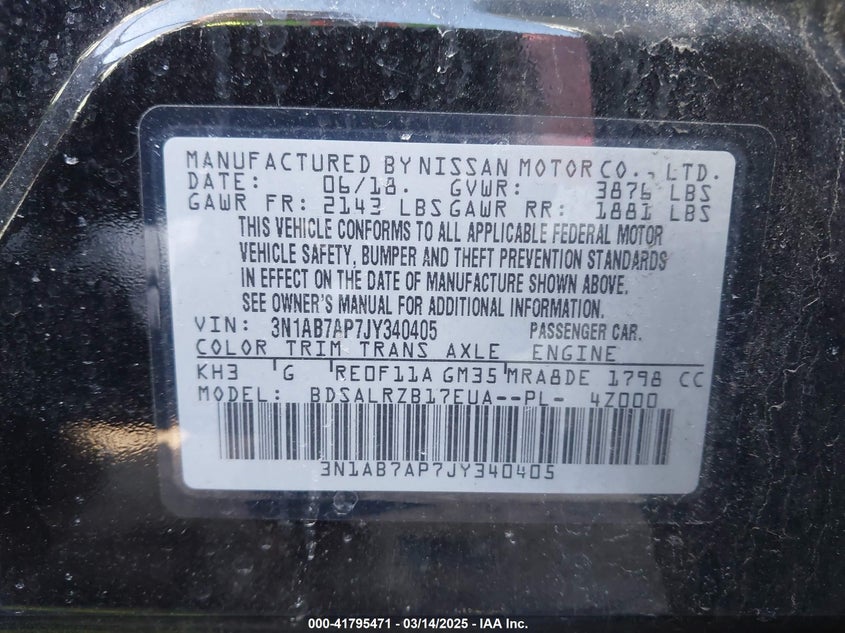 MANUFACTURED BY NISSAN MOTOR CO., LTD.
DATE: 06/18. GVWR: 3876 LBS
GAWR FR: 2143 LBS GAWR RR: 1881 LBS
THIS VEHICLE CONFORMS TO ALL APPLICABLE FEDERAL MOTOR
VEHICLE SAFETY, BUMPER AND THEFT PREVENTION STANDARDS
IN EFFECT ON THE DATE OF MANUFACTURE SHOWN ABOVE.
SEE OWNER'S MANUAL FOR ADDITIONAL INFORMATION.
VIN: 3N1AB7AP7JY340405 PASSENGER CAR.
COLOR TRIM TRANS AXLE ENGINE
KH3 G RE0F11A GM35 MRA8DE 1798 CC
MODEL: BDSALRZB17EUA--PL- 4Z000
3N1AB7AP7JY340405
000-41795471 - 03/14/2025 - IAA Inc.